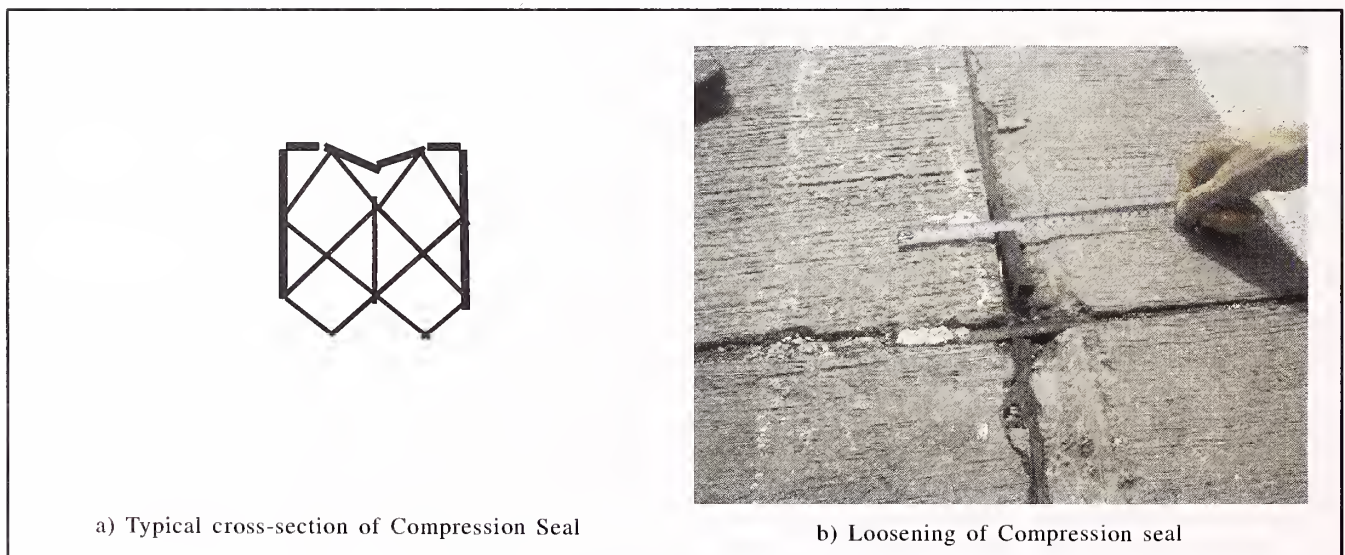 a) Typical cross-section of Compression Seal
b) Loosening of Compression seal